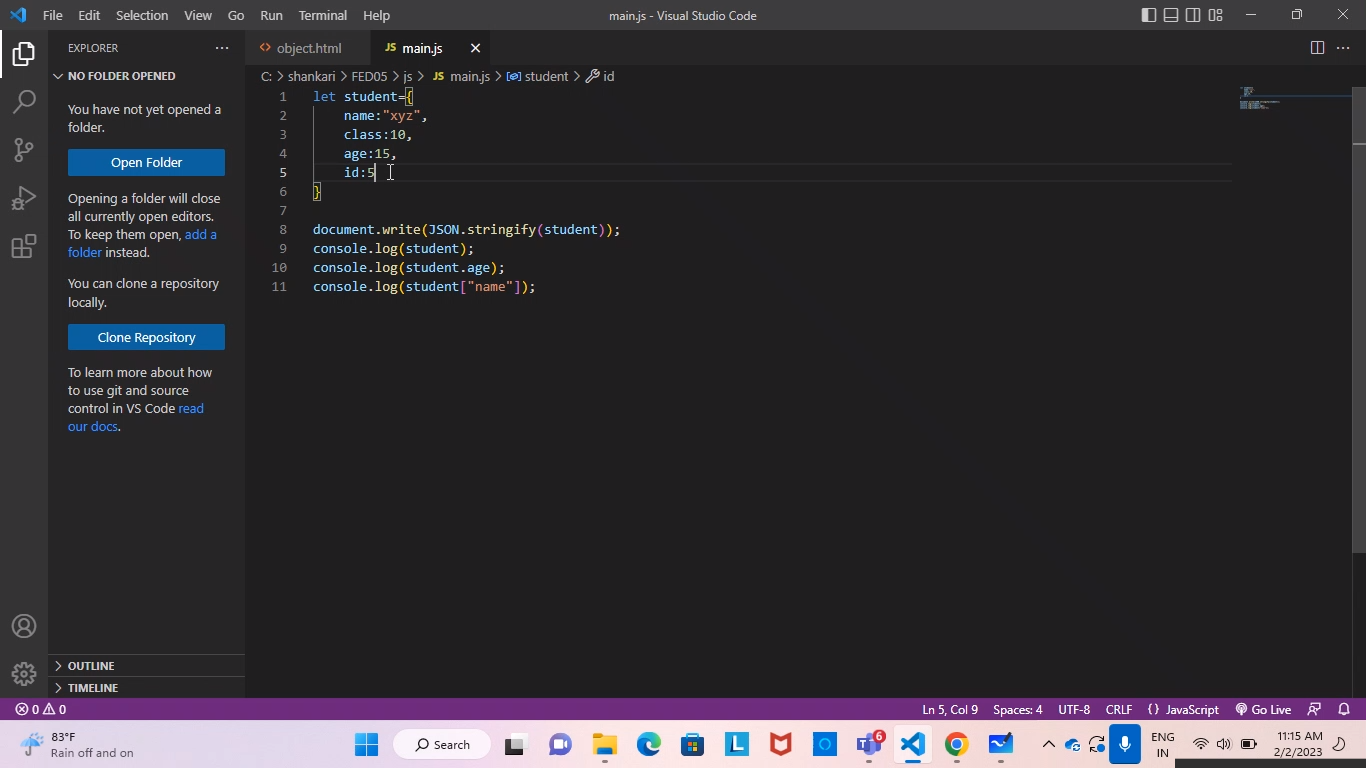 File Edit Selection View Go Run Terminal Help main.js - Visual Studio Code
EXPLORER
NO FOLDER OPENED
You have not yet opened a
folder.
Open Folder
Opening a folder will close
all currently open editors.
To keep them open, add a
folder instead.
You can clone a repository
locally.
Clone Repository
To learn more about how
to use git and source
control in VS Code read
our docs.
OUTLINE
TIMELINE
<> object.html JS main.js
C: > shankari > FED05 > js > JS main.js > student > id
1 let student={
2 name:"xyz",
3 class:10,
4 age:15,
5 id:5
6 }
7
8 document.write(JSON.stringify(student));
9 console.log(student);
10 console.log(student.age);
11 console.log(student["name"]);
0 0 Ln 5, Col 9 Spaces: 4 UTF-8 CRLF {} JavaScript Go Live
83°F
Rain off and on
Search
L
6
ENG
IN
11:15 AM
2/2/2023